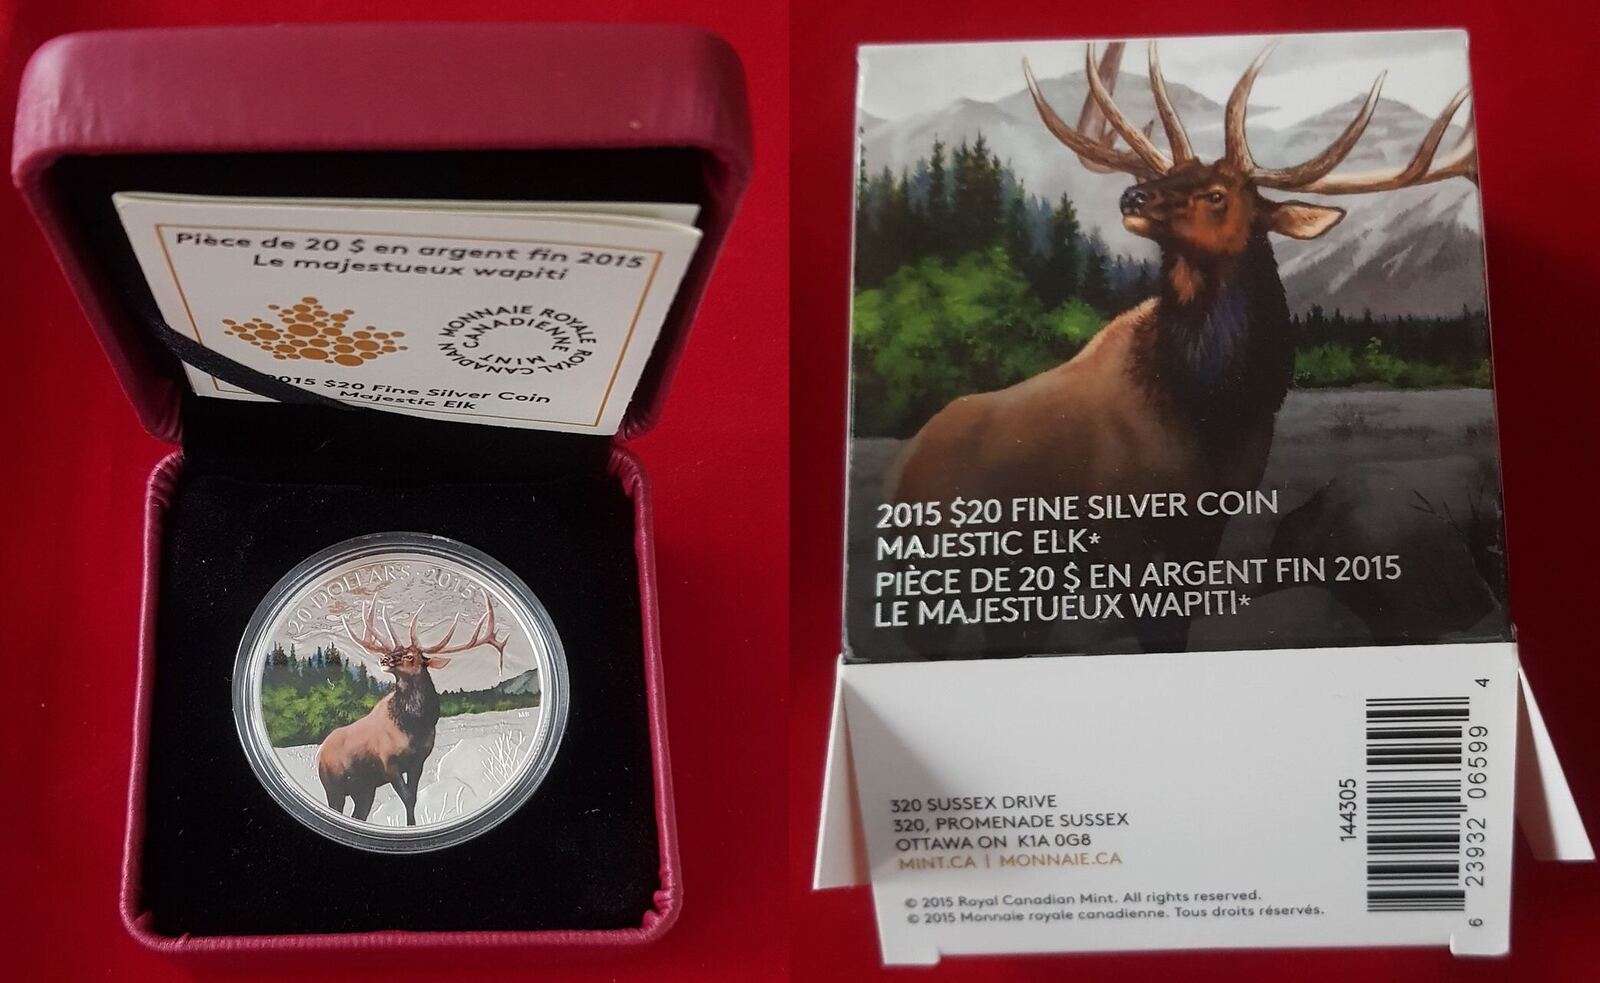 Pièce de 20 $ en argent fin 2015
Le majestueux wapiti
MONNAIE ROYALE CANADIENNE
ROYAL CANADIAN MINT
2015 $20 Fine Silver Coin
Majestic Elk
20 DOLLARS 2015
MB
2015 $20 FINE SILVER COIN
MAJESTIC ELK*
PIÈCE DE 20 $ EN ARGENT FIN 2015
LE MAJESTUEUX WAPITI*
320 SUSSEX DRIVE
320, PROMENADE SUSSEX
OTTAWA ON K1A 0G8
MINT.CA | MONNAIE.CA
© 2015 Royal Canadian Mint. All rights reserved.
© 2015 Monnaie royale canadienne. Tous droits réservés.
144305
6 23932 06599 4